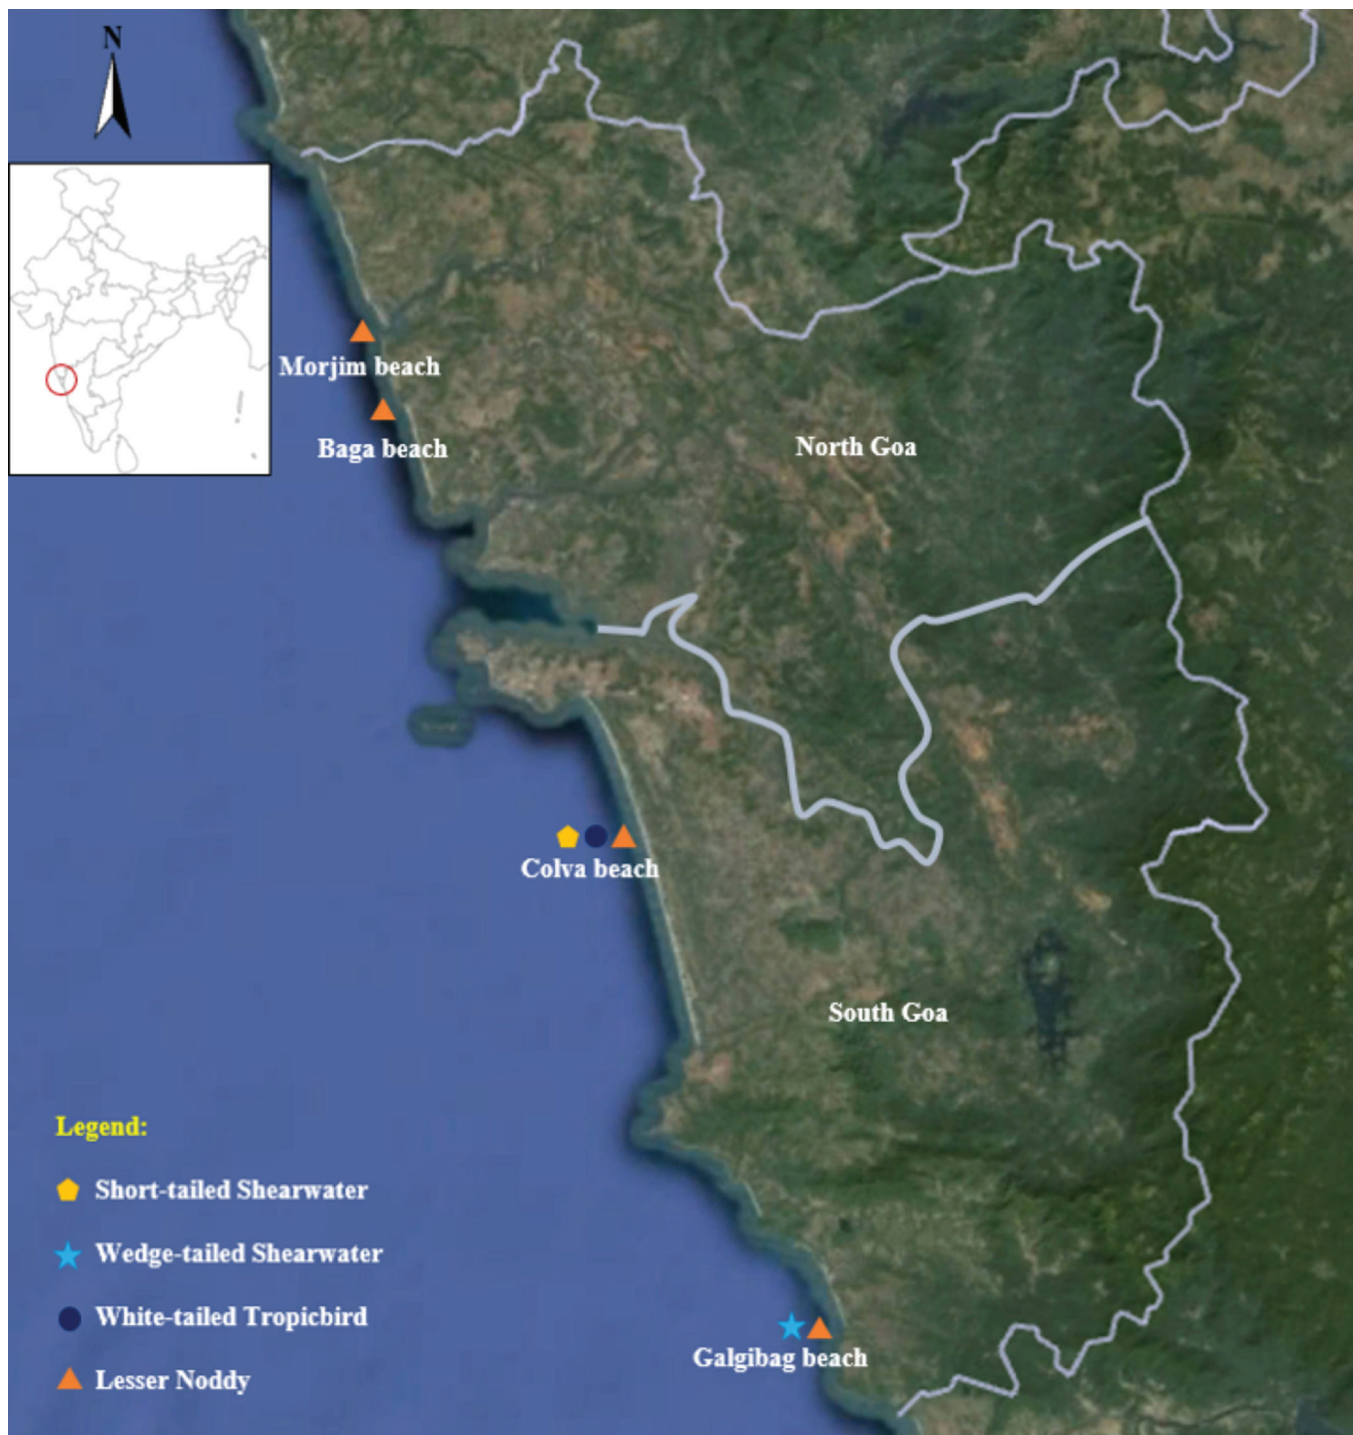 N
Morjim beach
Baga beach
North Goa
Colva beach
South Goa
Legend:
Short-tailed Shearwater
Wedge-tailed Shearwater
White-tailed Tropicbird
Lesser Noddy
Galgibag beach